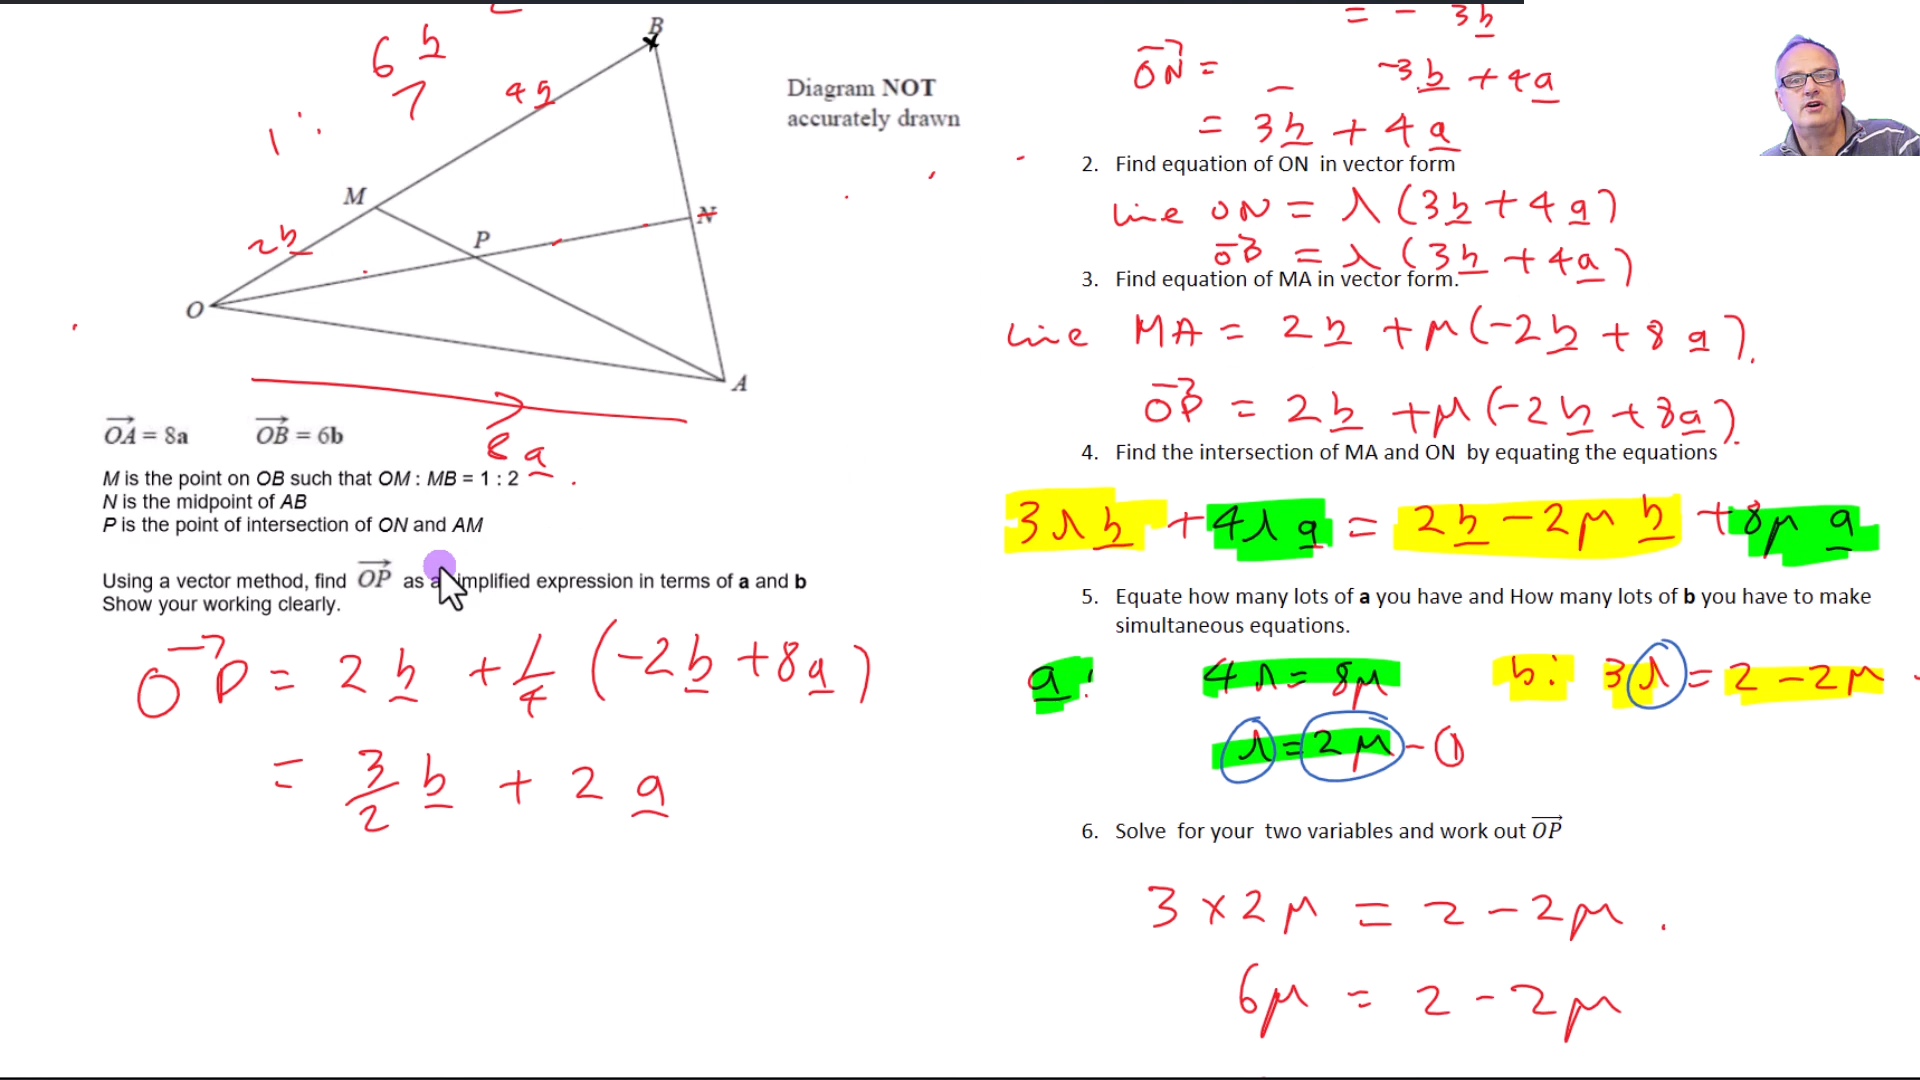 6b
7
1 :
4b
B
M
P
N
2b
O
A
8a
Diagram NOT
accurately drawn
OA = 8a OB = 6b
M is the point on OB such that OM : MB = 1 : 2
N is the midpoint of AB
P is the point of intersection of ON and AM
Using a vector method, find OP as a simplified expression in terms of a and b
Show your working clearly.
OP = 2b + 1/4 (-2b + 8a)
= 3/2 b + 2a
= - 3b
ON = - -3b + 4a
= 3b + 4a
2. Find equation of ON in vector form
Line ON = λ(3b + 4a)
OP = λ(3b + 4a)
3. Find equation of MA in vector form.
Line MA = 2b + μ(-2b + 8a).
OP = 2b + μ(-2b + 8a).
4. Find the intersection of MA and ON by equating the equations
3λb + 4λa = 2b - 2μb + 8μa
5. Equate how many lots of a you have and How many lots of b you have to make
simultaneous equations.
a: 4λ = 8μ b: 3λ = 2 - 2μ
λ = 2μ - ①
6. Solve for your two variables and work out OP
3 × 2μ = 2 - 2μ.
6μ = 2 - 2μ